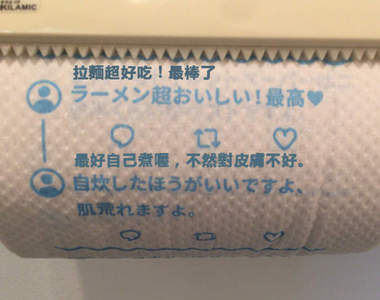 KILAMIC
拉麵超好吃！最棒了
ラーメン超おいしい！最高♥
最好自己煮喔，不然對皮膚不好。
自炊したほうがいいですよ、
肌荒れますよ。